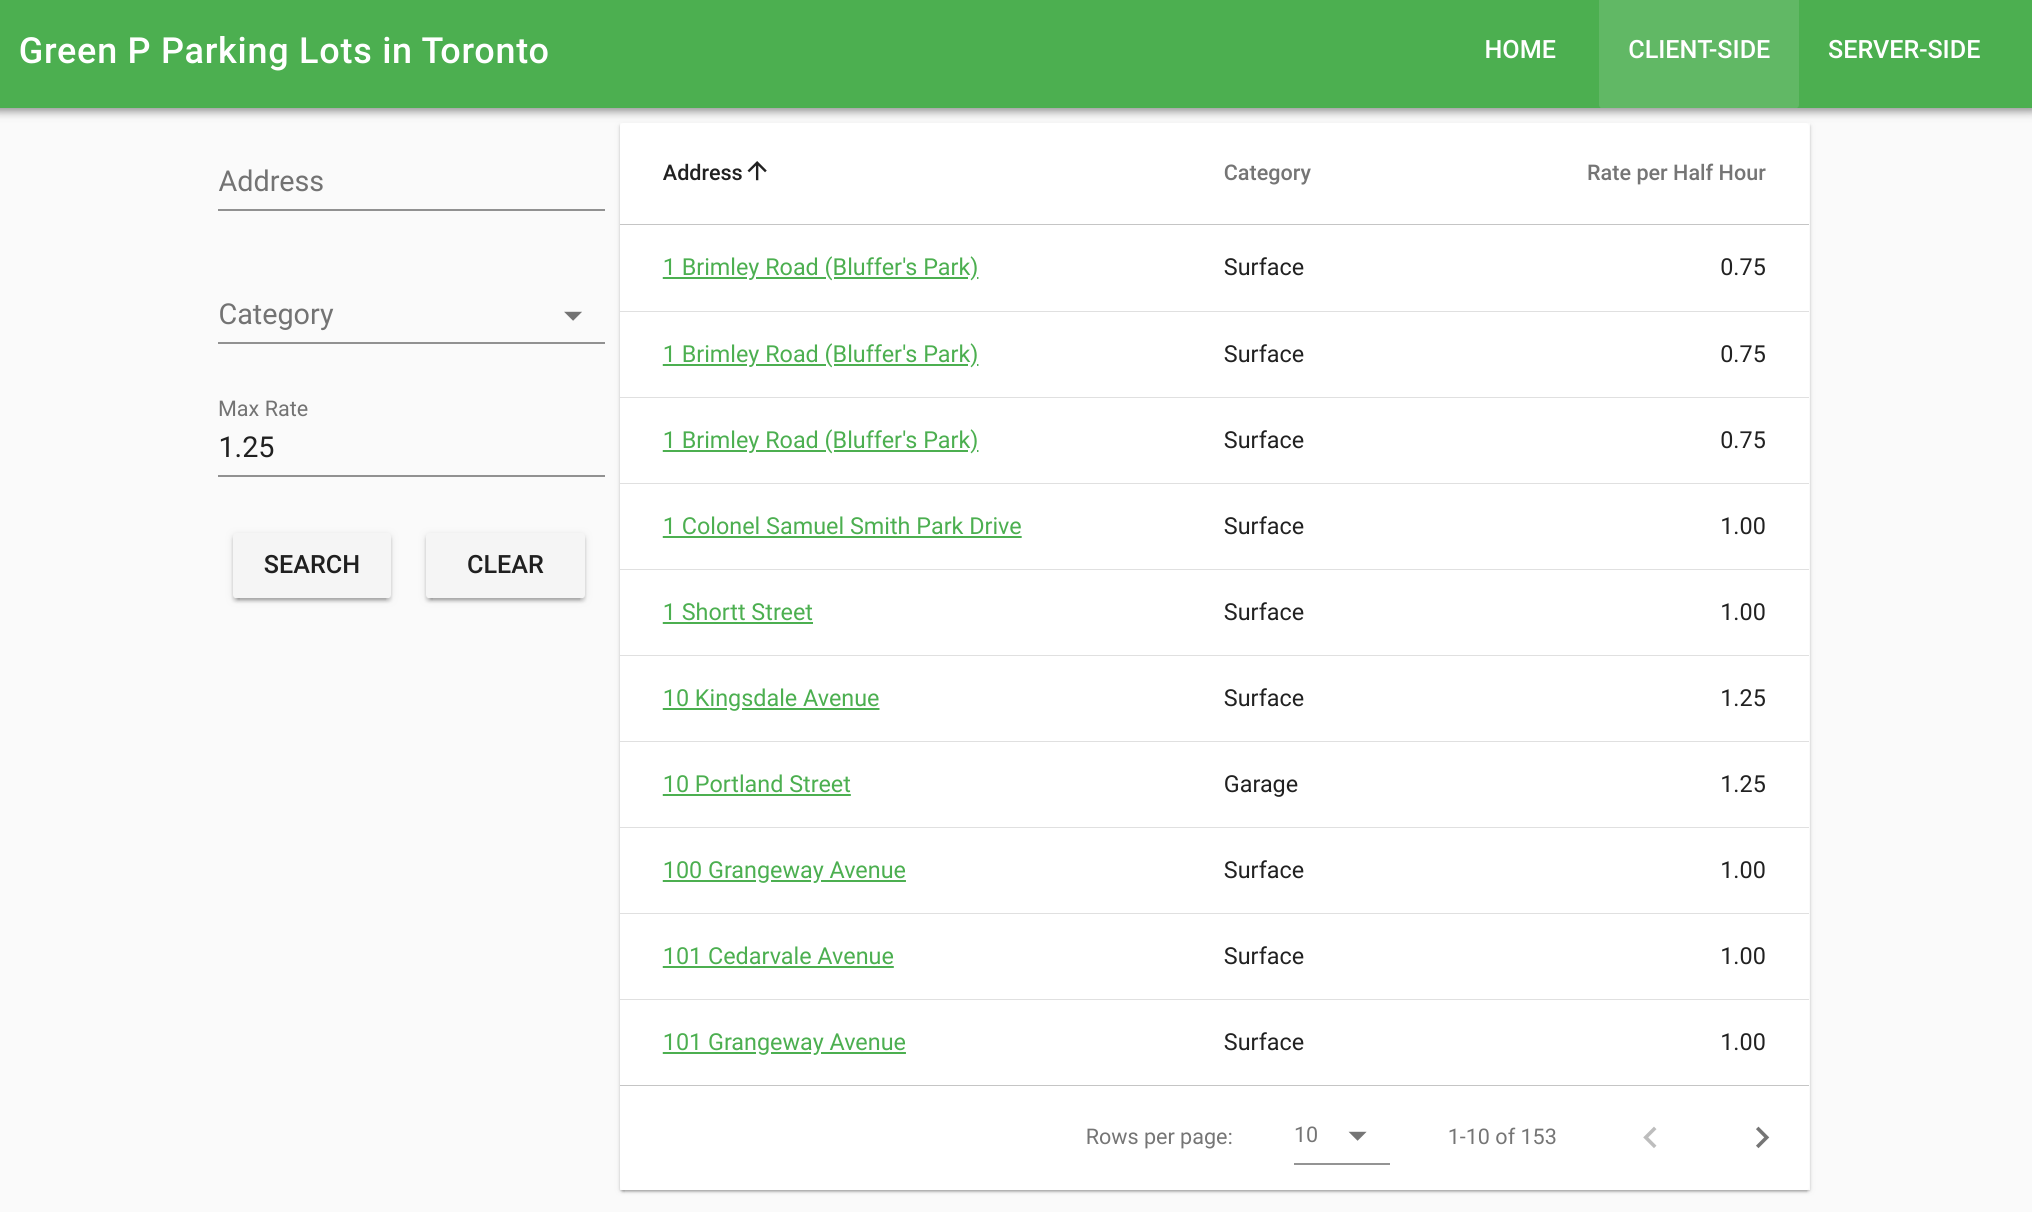 Green P Parking Lots in Toronto HOME CLIENT-SIDE SERVER-SIDE
Address
Category
Max Rate
1.25
SEARCH CLEAR
Address Category Rate per Half Hour
1 Brimley Road (Bluffer's Park) Surface 0.75
1 Brimley Road (Bluffer's Park) Surface 0.75
1 Brimley Road (Bluffer's Park) Surface 0.75
1 Colonel Samuel Smith Park Drive Surface 1.00
1 Shortt Street Surface 1.00
10 Kingsdale Avenue Surface 1.25
10 Portland Street Garage 1.25
100 Grangeway Avenue Surface 1.00
101 Cedarvale Avenue Surface 1.00
101 Grangeway Avenue Surface 1.00
Rows per page: 10 1-10 of 153